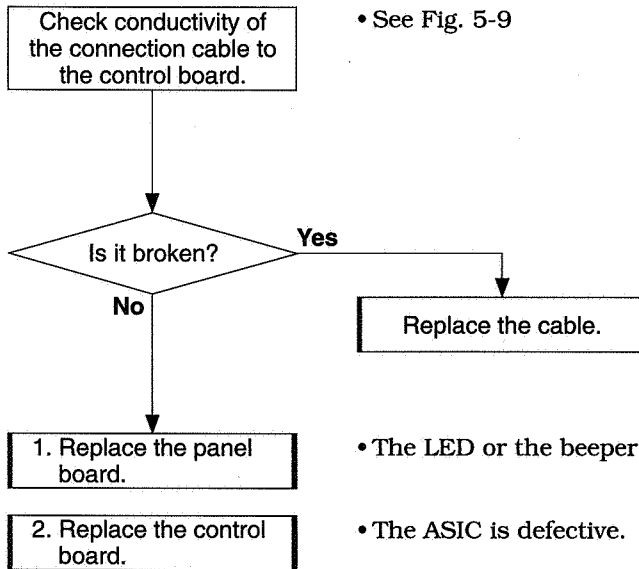 Check conductivity of
the connection cable to
the control board.
• See Fig. 5-9
Is it broken?
Yes
No
Replace the cable.
1. Replace the panel
board.
• The LED or the beeper
2. Replace the control
board.
• The ASIC is defective.